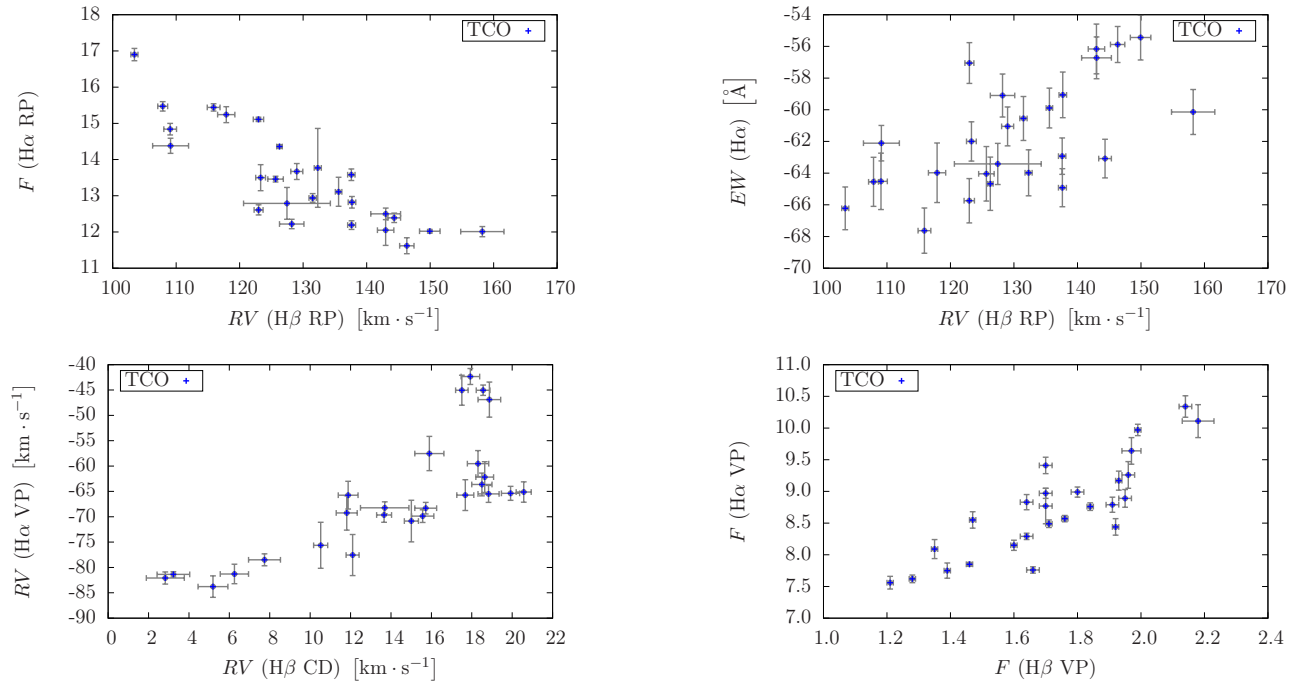 TCO
18
17
16
15
14
13
12
11
F (Hα RP)
100 110 120 130 140 150 160 170
RV (Hβ RP) [km · s⁻¹]
TCO
-54
-56
-58
-60
-62
-64
-66
-68
-70
EW (Hα) [Å]
100 110 120 130 140 150 160 170
RV (Hβ RP) [km · s⁻¹]
TCO
-40
-45
-50
-55
-60
-65
-70
-75
-80
-85
-90
RV (Hα VP) [km · s⁻¹]
0 2 4 6 8 10 12 14 16 18 20 22
RV (Hβ CD) [km · s⁻¹]
TCO
11.0
10.5
10.0
9.5
9.0
8.5
8.0
7.5
7.0
F (Hα VP)
1.0 1.2 1.4 1.6 1.8 2.0 2.2 2.4
F (Hβ VP)